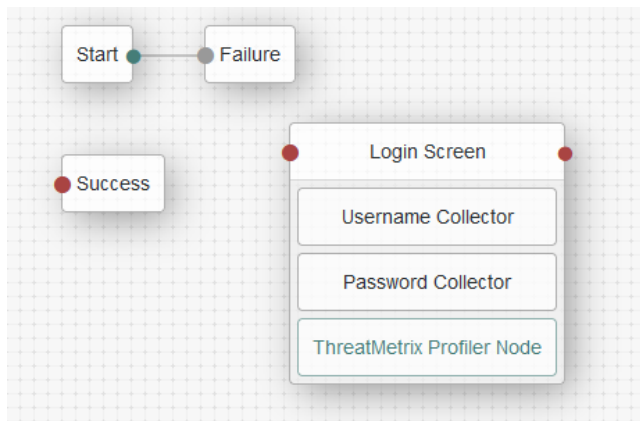 Start
Failure
Success
Login Screen
Username Collector
Password Collector
ThreatMetrix Profiler Node